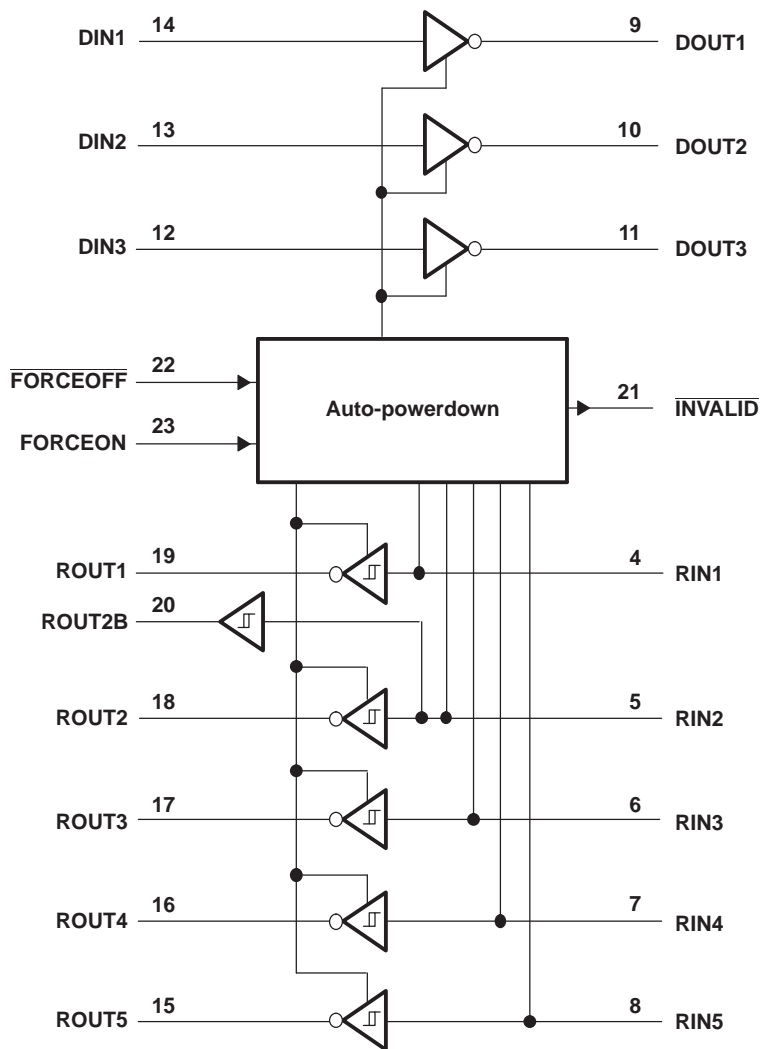 DIN1 14 9 DOUT1
DIN2 13 10 DOUT2
DIN3 12 11 DOUT3
FORCEOFF 22
Auto-powerdown
21 INVALID
FORCEON 23
ROUT1 19 4 RIN1
ROUT2B 20
ROUT2 18 5 RIN2
ROUT3 17 6 RIN3
ROUT4 16 7 RIN4
ROUT5 15 8 RIN5